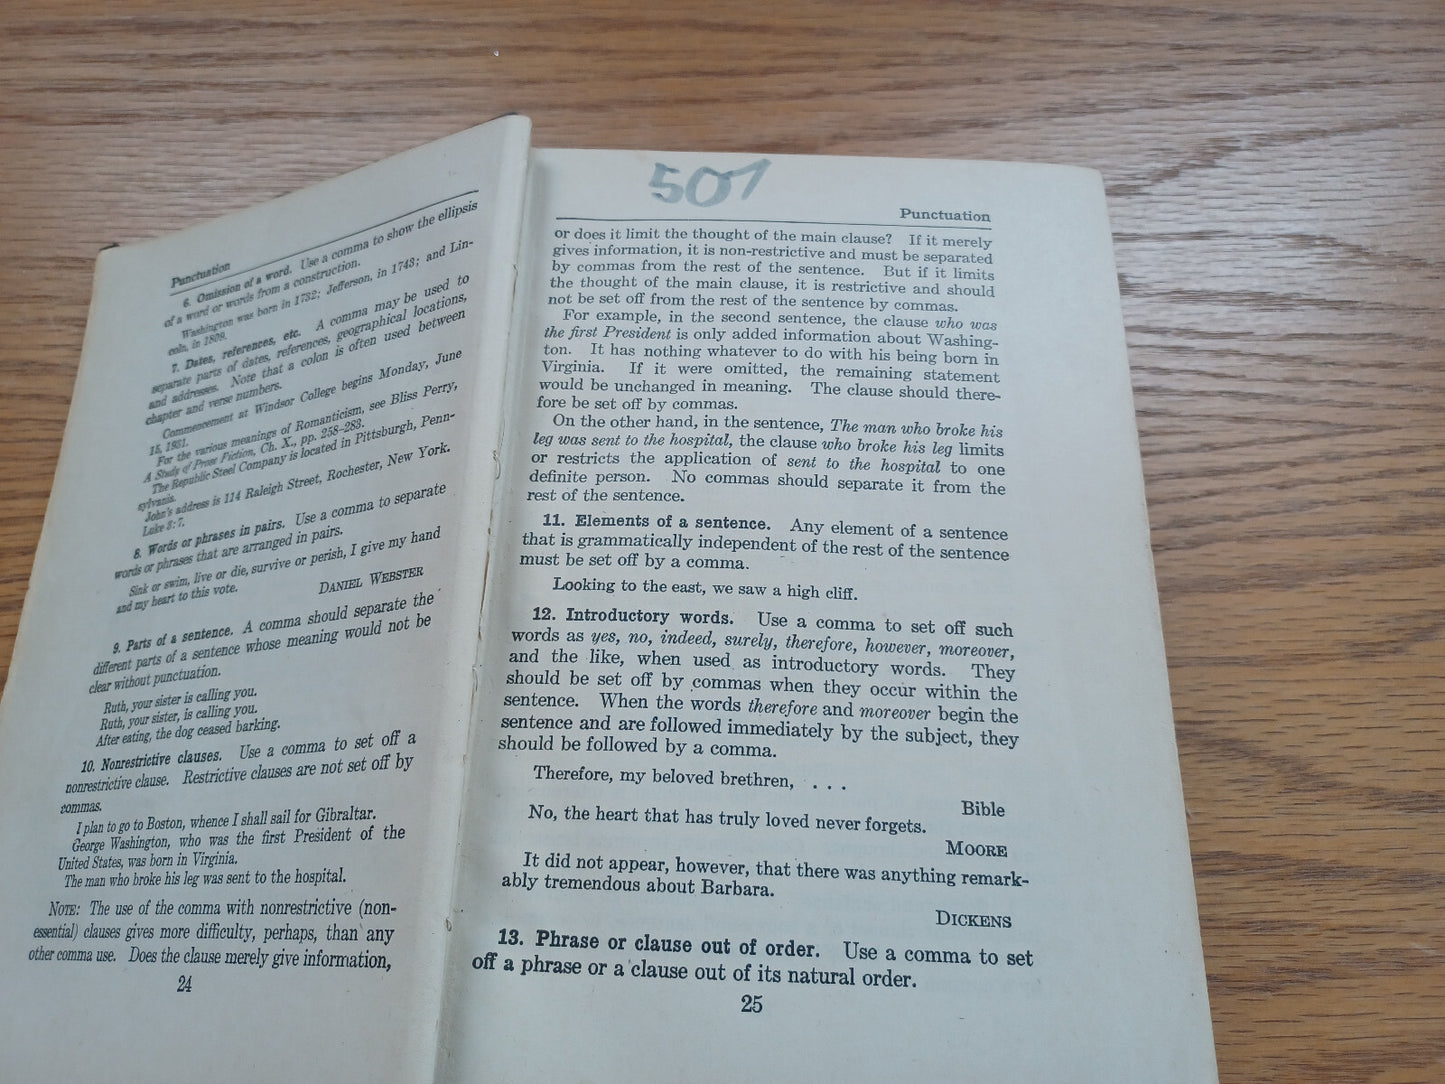 Punctuation
6. Omission of a word. Use a comma to show the ellipsis
of a word or words from a construction.
Washington was born in 1732; Jefferson, in 1743; and Lin-
coln, in 1809.
7. Dates, references, etc. A comma may be used to
separate parts of dates, references, geographical locations,
and addresses. Note that a colon is often used between
chapter and verse numbers.
Commencement at Windsor College begins Monday, June
15, 1931.
For the various meanings of Romanticism, see Bliss Perry,
A Study of Prose Fiction, Ch. X., pp. 258-283.
The Republic Steel Company is located in Pittsburgh, Penn-
sylvania.
John's address is 114 Raleigh Street, Rochester, New York.
Luke 3:7.
8. Words or phrases in pairs. Use a comma to separate
words or phrases that are arranged in pairs.
Sink or swim, live or die, survive or perish, I give my hand
and my heart to this vote.
DANIEL WEBSTER
9. Parts of a sentence. A comma should separate the
different parts of a sentence whose meaning would not be
clear without punctuation.
Ruth, your sister is calling you.
Ruth, your sister, is calling you.
After eating, the dog ceased barking.
10. Nonrestrictive clauses. Use a comma to set off a
nonrestrictive clause. Restrictive clauses are not set off by
commas.
I plan to go to Boston, whence I shall sail for Gibraltar.
George Washington, who was the first President of the
United States, was born in Virginia.
The man who broke his leg was sent to the hospital.
NOTE: The use of the comma with nonrestrictive (non-
essential) clauses gives more difficulty, perhaps, than any
other comma use. Does the clause merely give information,
24
507
Punctuation
or does it limit the thought of the main clause? If it merely
gives information, it is non-restrictive and must be separated
by commas from the rest of the sentence. But if it limits
the thought of the main clause, it is restrictive and should
not be set off from the rest of the sentence by commas.
For example, in the second sentence, the clause who was
the first President is only added information about Washing-
ton. It has nothing whatever to do with his being born in
Virginia. If it were omitted, the remaining statement
would be unchanged in meaning. The clause should there-
fore be set off by commas.
On the other hand, in the sentence, The man who broke his
leg was sent to the hospital, the clause who broke his leg limits
or restricts the application of sent to the hospital to one
definite person. No commas should separate it from the
rest of the sentence.
11. Elements of a sentence. Any element of a sentence
that is grammatically independent of the rest of the sentence
must be set off by a comma.
Looking to the east, we saw a high cliff.
12. Introductory words. Use a comma to set off such
words as yes, no, indeed, surely, therefore, however, moreover,
and the like, when used as introductory words. They
should be set off by commas when they occur within the
sentence. When the words therefore and moreover begin the
sentence and are followed immediately by the subject, they
should be followed by a comma.
Therefore, my beloved brethren, . . .
Bible
No, the heart that has truly loved never forgets.
MOORE
It did not appear, however, that there was anything remark-
ably tremendous about Barbara.
DICKENS
13. Phrase or clause out of order. Use a comma to set
off a phrase or a clause out of its natural order.
25